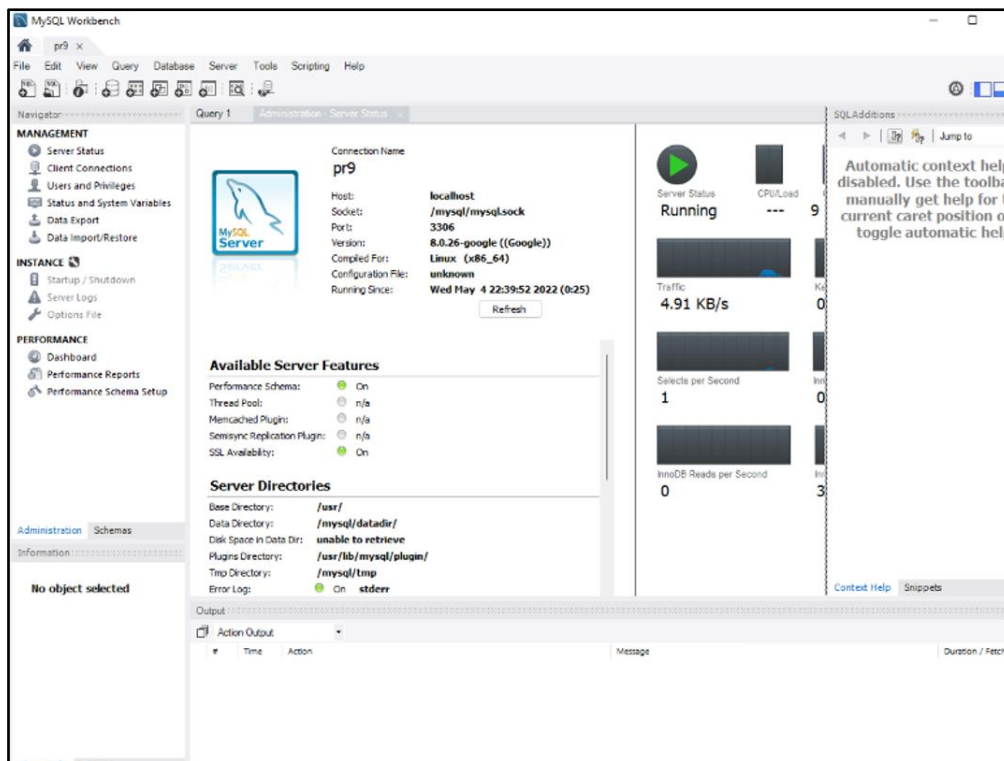 MySQL Workbench
pr9
File Edit View Query Database Server Tools Scripting Help
Navigator
MANAGEMENT
Server Status
Client Connections
Users and Privileges
Status and System Variables
Data Export
Data Import/Restore
INSTANCE
Startup / Shutdown
Server Logs
Options File
PERFORMANCE
Dashboard
Performance Reports
Performance Schema Setup
Administration Schemas
Information
No object selected
Query 1 Administration - Server Status
MySQL
Server
Connection Name
pr9
Host: localhost
Socket: /mysql/mysql.sock
Port: 3306
Version: 8.0.26-google ((Google))
Compiled For: Linux (x86_64)
Configuration File: unknown
Running Since: Wed May 4 22:39:52 2022 (0:25)
Refresh
Available Server Features
Performance Schema: On
Thread Pool: n/a
Memcached Plugin: n/a
Semisync Replication Plugin: n/a
SSL Availability: On
Server Directories
Base Directory: /usr/
Data Directory: /mysql/datadir/
Disk Space in Data Dir: unable to retrieve
Plugins Directory: /usr/lib/mysql/plugin/
Tmp Directory: /mysql/tmp
Error Log: On stderr
Server Status CPU/Load
Running --- 9
Traffic Ke
4.91 KB/s 0
Selects per Second Inn
1 0
InnoDB Reads per Second
0 3
SQLAdditions
Jump to
Automatic context help
disabled. Use the toolba
manually get help for
current caret position o
toggle automatic help
Context Help Snippets
Output
Action Output
# Time Action Message Duration / Fetch